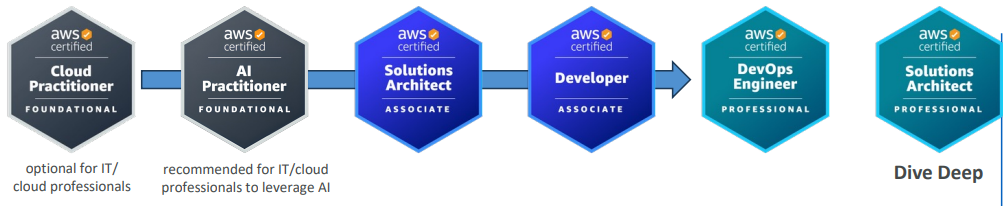 aws
certified
Cloud
Practitioner
FOUNDATIONAL
aws
certified
AI
Practitioner
FOUNDATIONAL
aws
certified
Solutions
Architect
ASSOCIATE
aws
certified
Developer
ASSOCIATE
aws
certified
DevOps
Engineer
PROFESSIONAL
aws
certified
Solutions
Architect
PROFESSIONAL
optional for IT/
cloud professionals
recommended for IT/cloud
professionals to leverage AI
Dive Deep